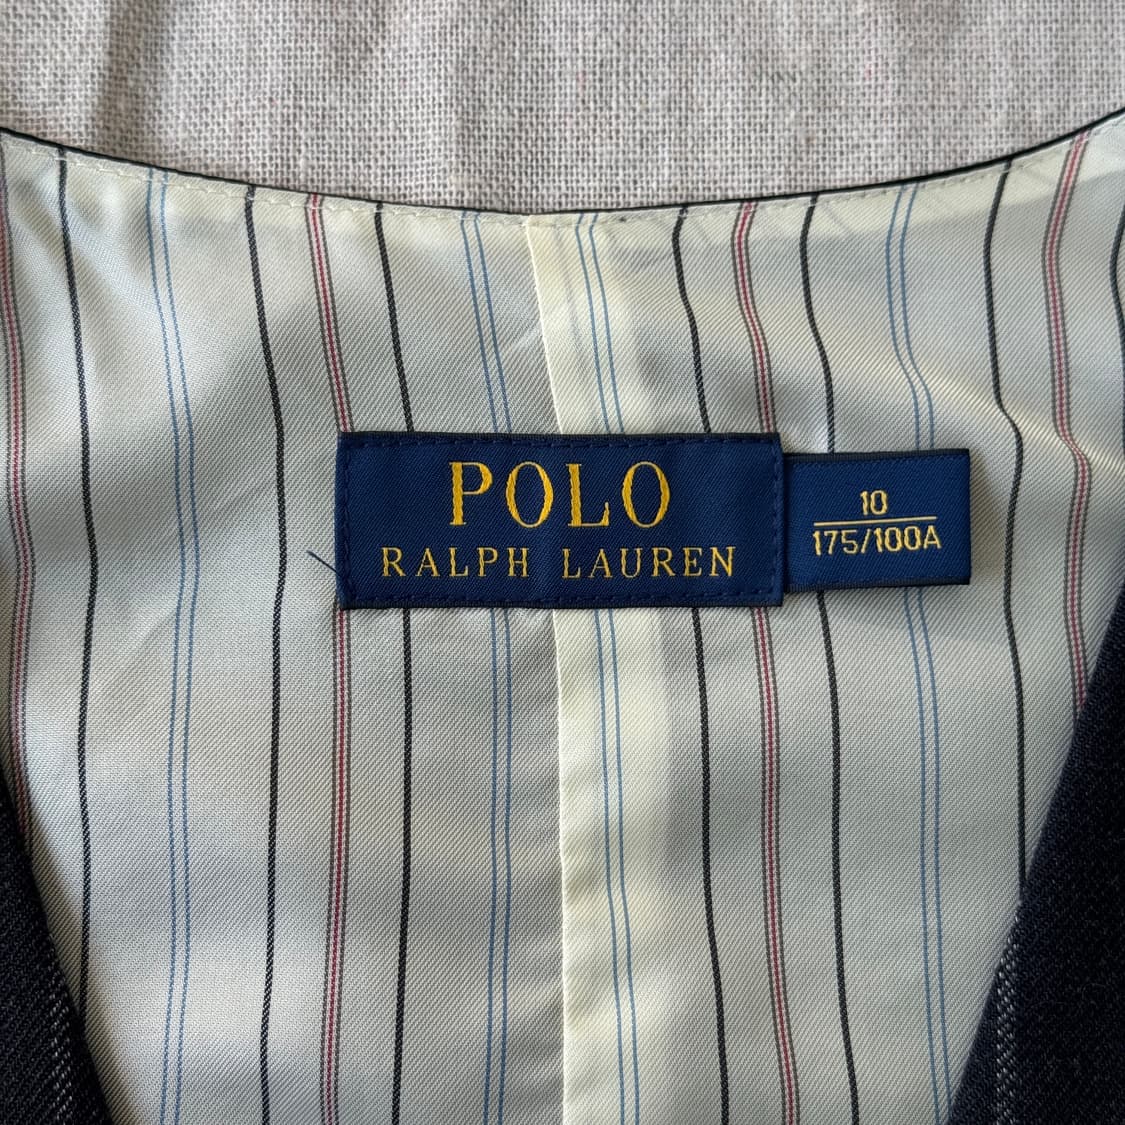 POLO
RALPH LAUREN
10
175/100A